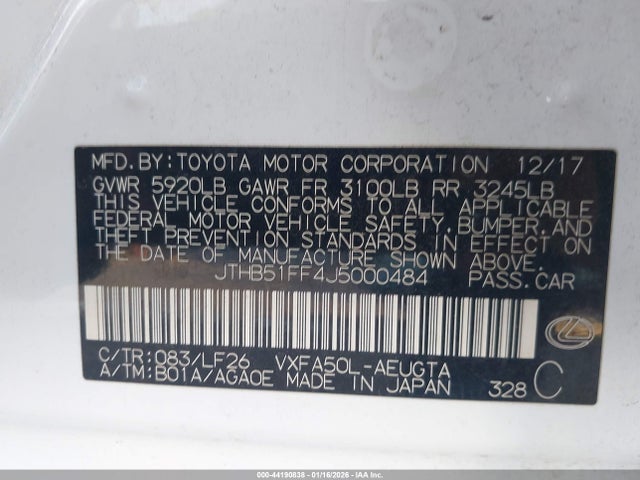 MFD. BY: TOYOTA MOTOR CORPORATION 12/17
GVWR 5920LB GAWR FR 3100LB RR 3245LB
THIS VEHICLE CONFORMS TO ALL APPLICABLE
FEDERAL MOTOR VEHICLE SAFETY, BUMPER, AND
THEFT PREVENTION STANDARDS IN EFFECT ON
THE DATE OF MANUFACTURE SHOWN ABOVE.
JTHB51FF4J5000484 PASS. CAR
C/TR: 083/LF26 VXFA50L-AEUGTA
A/TM: B01A/AGA0E MADE IN JAPAN 328 C
000-44190838 - 01/16/2026 - IAAI.COM